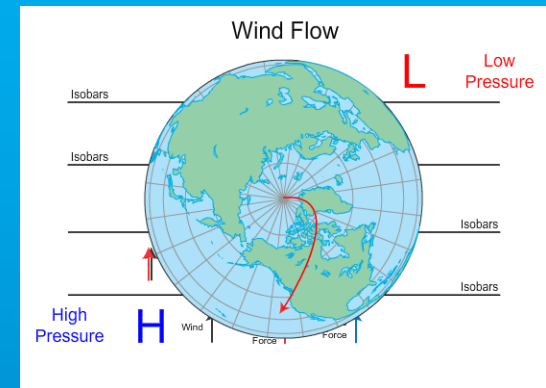 Wind Flow
L
Low
Pressure
Isobars
Isobars
Isobars
Isobars
High
Pressure
H
Wind
Force
Force